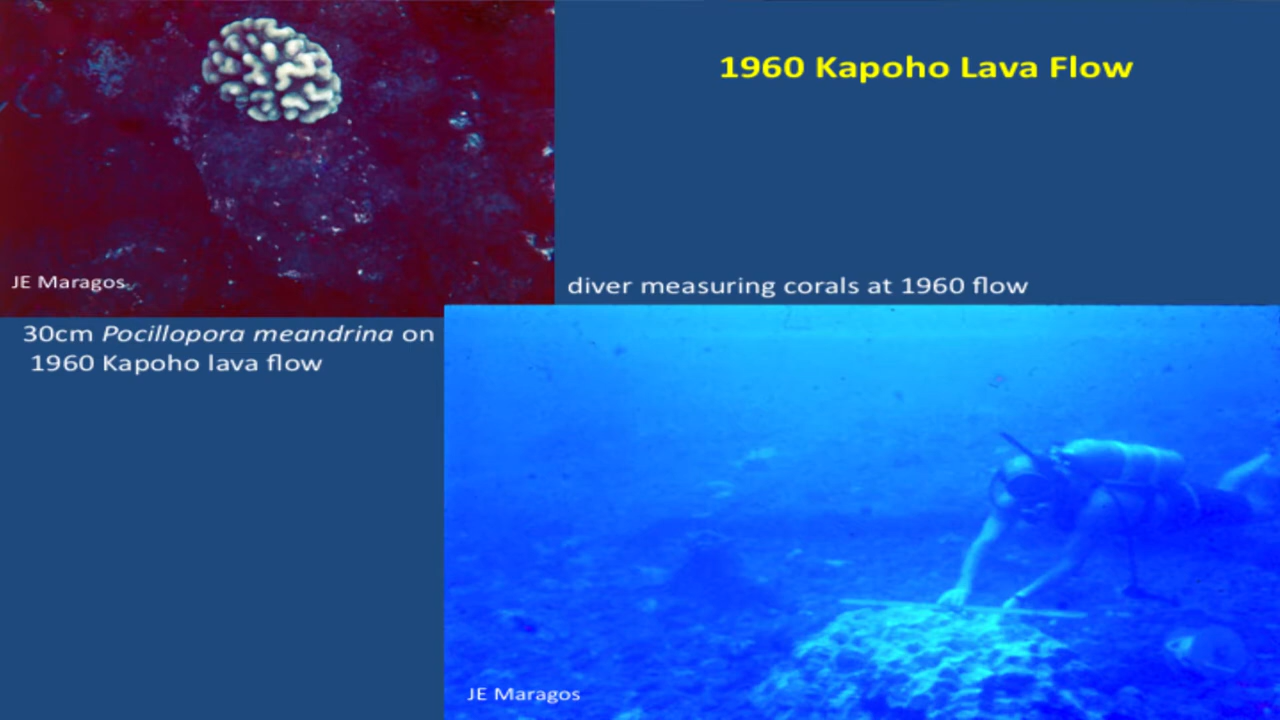 1960 Kapoho Lava Flow
JE Maragos
diver measuring corals at 1960 flow
30cm Pocillopora meandrina on
1960 Kapoho lava flow
JE Maragos